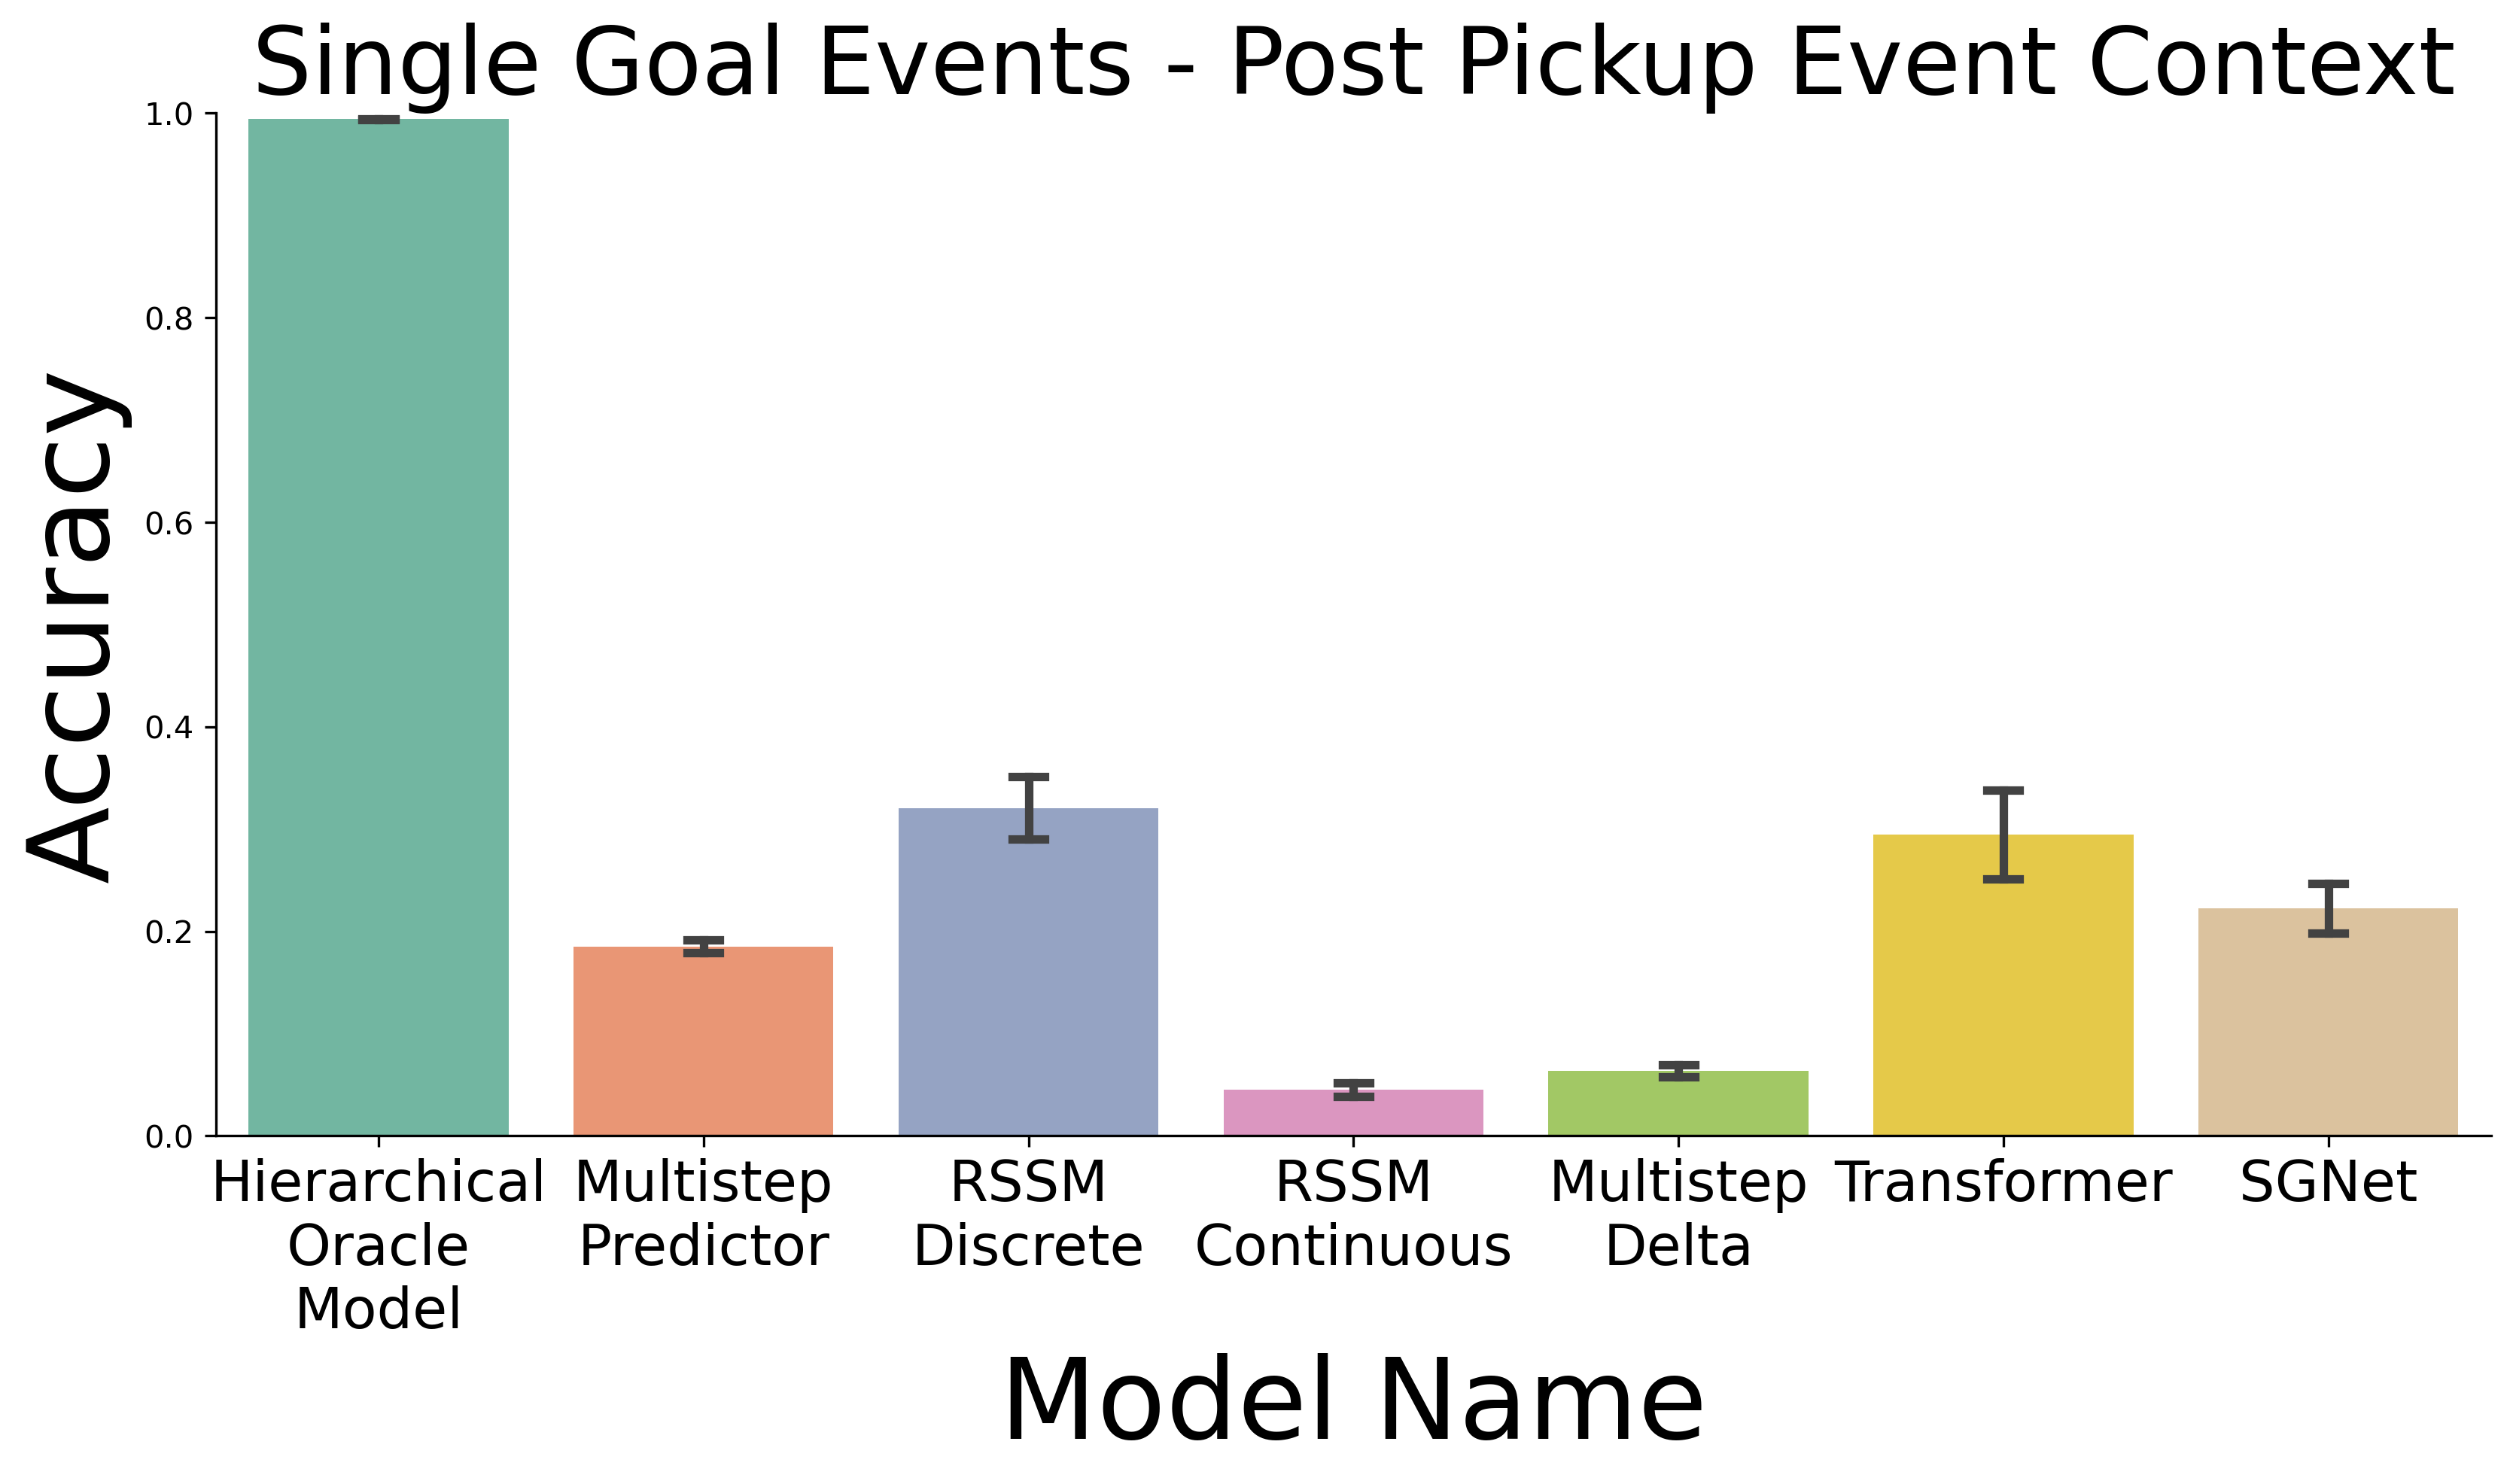 Single Goal Events - Post Pickup Event Context
Accuracy
1.0
0.8
0.6
0.4
0.2
0.0
Hierarchical
Oracle
Model
Multistep
Predictor
RSSM
Discrete
RSSM
Continuous
Multistep
Delta
Transformer
SGNet
Model Name